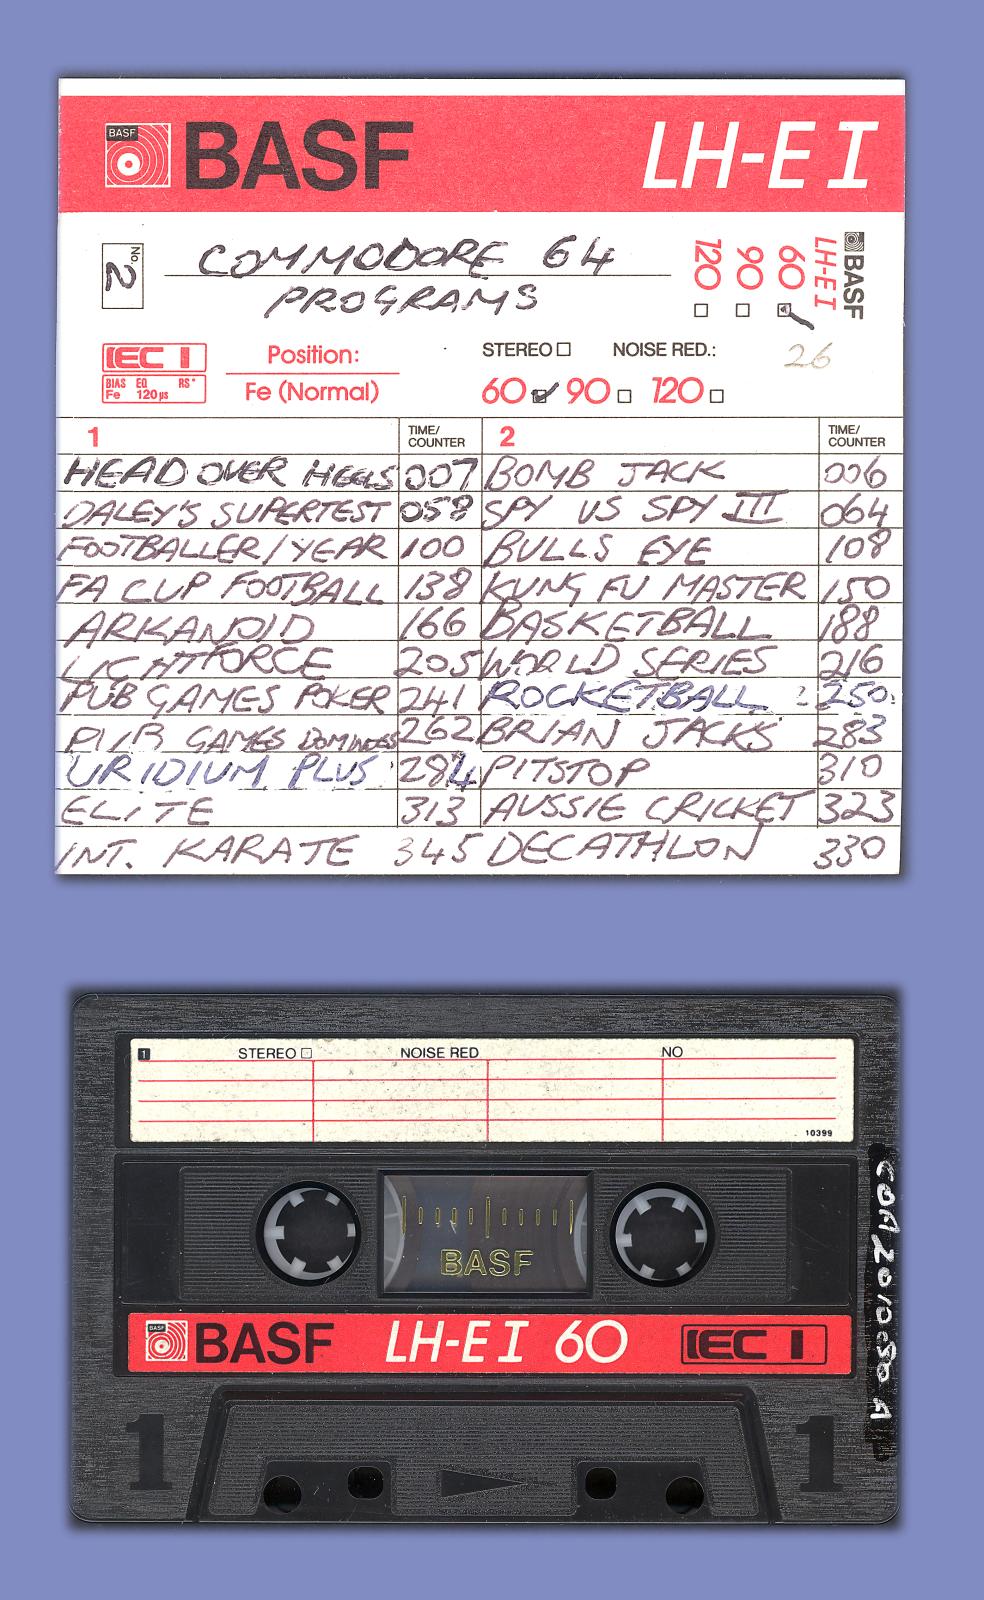 BASF BASF LH-E I
No. 2 COMMODORE 64
PROGRAMS
120 90 60 LH-E I BASF
IEC I Position: STEREO NOISE RED.: 26
BIAS EQ RS*
Fe 120µs Fe (Normal) 60 90 120
1 TIME/COUNTER 2 TIME/COUNTER
HEAD OVER HEELS 007 BOMB JACK 006
DALEY'S SUPERTEST 058 SPY VS SPY III 064
FOOTBALLER/YEAR 100 BULLS EYE 108
FA CUP FOOTBALL 138 KUNG FU MASTER 150
ARKANOID 166 BASKETBALL 188
LIGHTFORCE 205 WORLD SERIES 216
PUB GAMES POKER 241 ROCKETBALL 250
PUB GAMES DOMINOES 262 BRIAN JACKS 283
URIDIUM PLUS 284 PITSTOP 310
ELITE 313 AUSSIE CRICKET 323
INT. KARATE 345 DECATHLON 330
1 STEREO NOISE RED NO
10399
BASF
BASF BASF LH-E I 60 IEC I
1 1